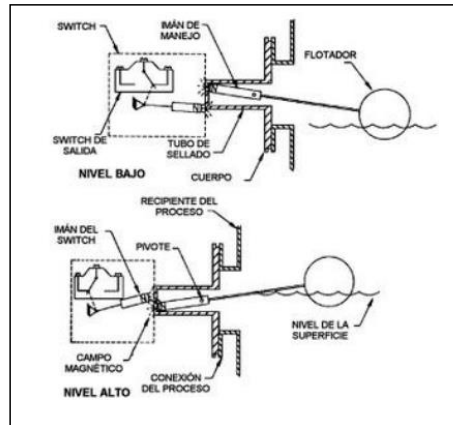 SWITCH
IMÁN DE
MANEJO
FLOTADOR
SWITCH DE
SALIDA
TUBO DE
SELLADO
NIVEL BAJO
CUERPO
RECIPIENTE DEL
PROCESO
IMÁN DEL
SWITCH
PIVOTE
CAMPO
MAGNÉTICO
NIVEL DE LA
SUPERFICIE
NIVEL ALTO
CONEXIÓN
DEL PROCESO